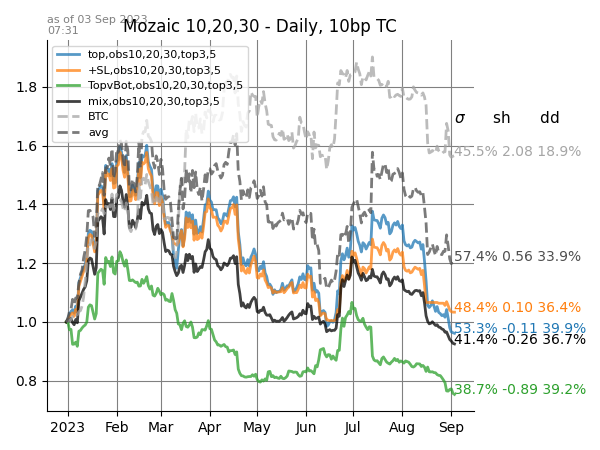 as of 03 Sep 2023
07:31
Mozaic 10,20,30 - Daily, 10bp TC
top,obs10,20,30,top3,5
+SL,obs10,20,30,top3,5
TopvBot,obs10,20,30,top3,5
mix,obs10,20,30,top3,5
BTC
avg
σ sh dd
45.5% 2.08 18.9%
57.4% 0.56 33.9%
48.4% 0.10 36.4%
53.3% -0.11 39.9%
41.4% -0.26 36.7%
38.7% -0.89 39.2%
1.8
1.6
1.4
1.2
1.0
0.8
2023 Feb Mar Apr May Jun Jul Aug Sep